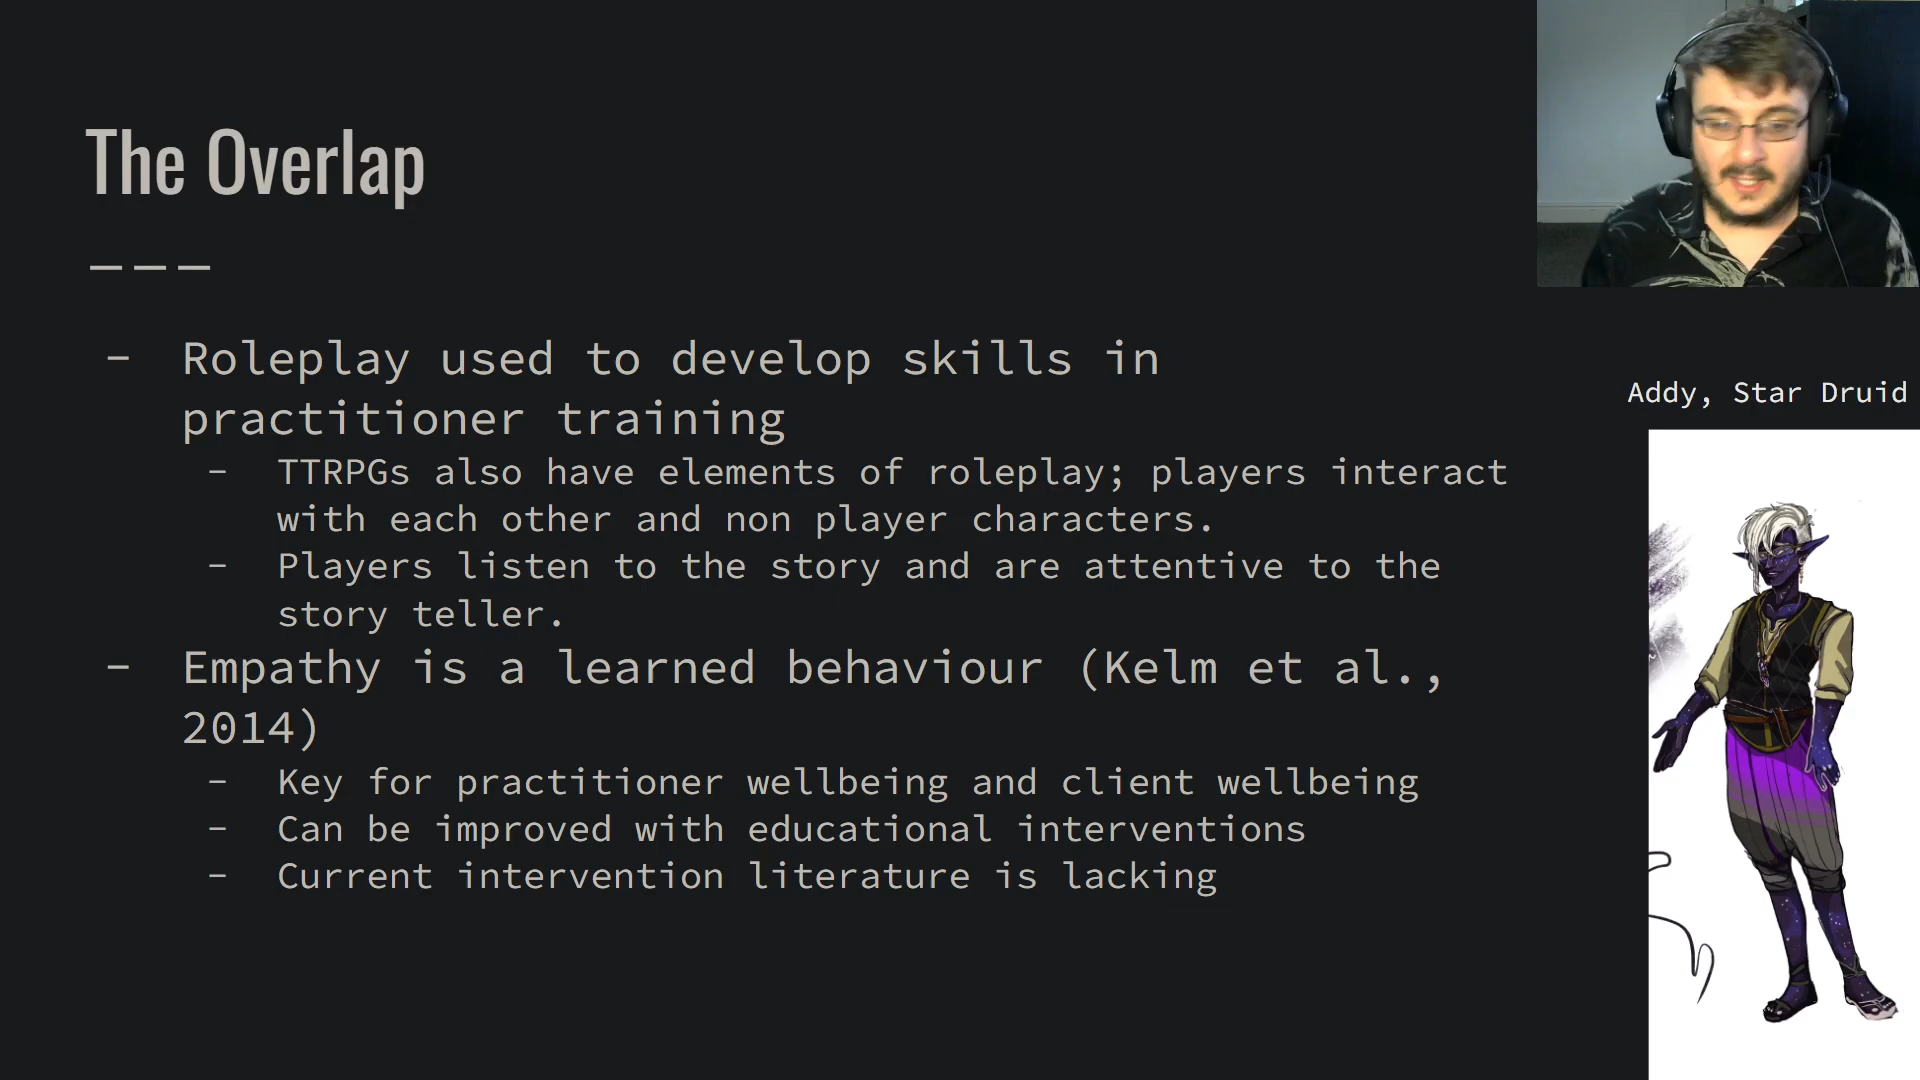 The Overlap
- Roleplay used to develop skills in
practitioner training
- TTRPGs also have elements of roleplay; players interact
with each other and non player characters.
- Players listen to the story and are attentive to the
story teller.
- Empathy is a learned behaviour (Kelm et al.,
2014)
- Key for practitioner wellbeing and client wellbeing
- Can be improved with educational interventions
- Current intervention literature is lacking
Addy, Star Druid